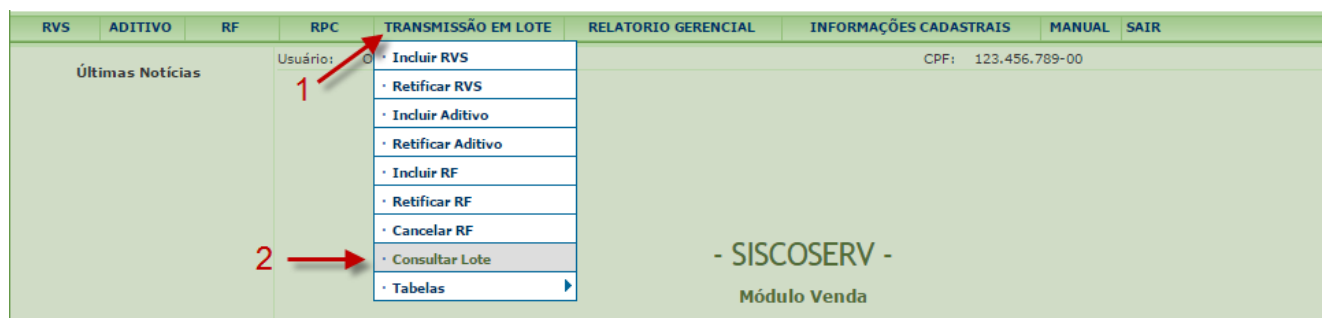 RVS ADITIVO RF RPC TRANSMISSÃO EM LOTE RELATORIO GERENCIAL INFORMAÇÕES CADASTRAIS MANUAL SAIR
Últimas Notícias
Usuário:
CPF: 123.456.789-00
1
· Incluir RVS
· Retificar RVS
· Incluir Aditivo
· Retificar Aditivo
· Incluir RF
· Retificar RF
· Cancelar RF
2
· Consultar Lote
· Tabelas
- SISCOSERV -
Módulo Venda